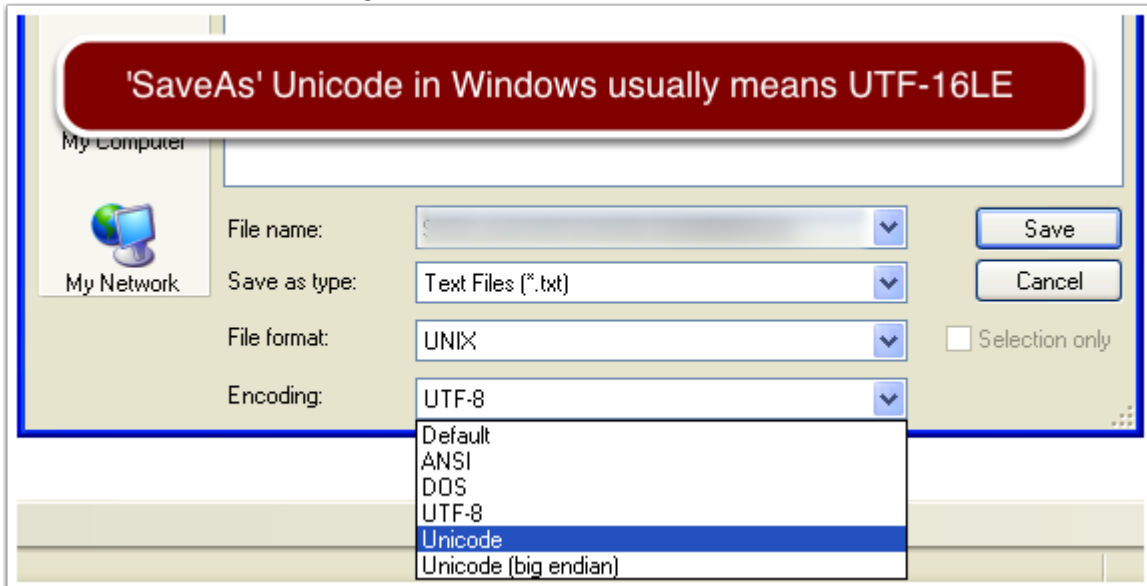 'SaveAs' Unicode in Windows usually means UTF-16LE
My Computer
File name:
Save
My Network
Save as type:
Text Files (*.txt)
Cancel
File format:
UNIX
Selection only
Encoding:
UTF-8
Default
ANSI
DOS
UTF-8
Unicode
Unicode (big endian)